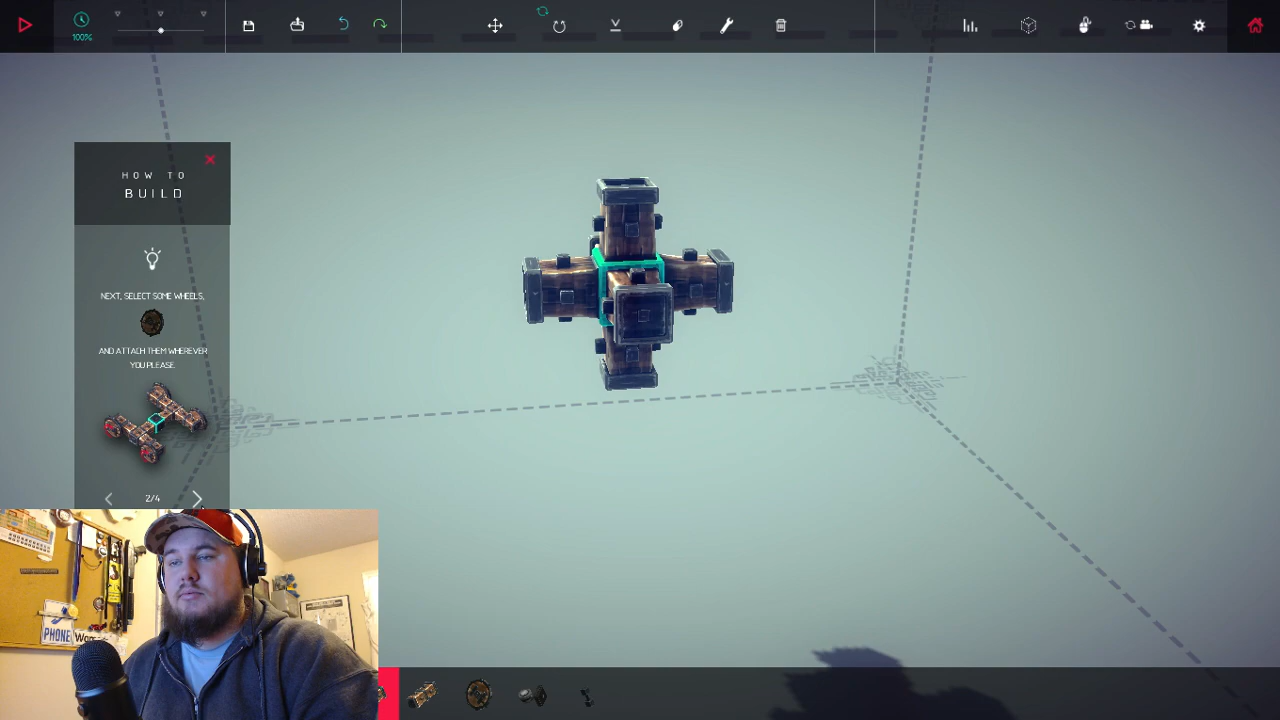 100%
HOW TO
BUILD
NEXT, SELECT SOME WHEELS,
AND ATTACH THEM WHEREVER
YOU PLEASE.
2/4
PHONE